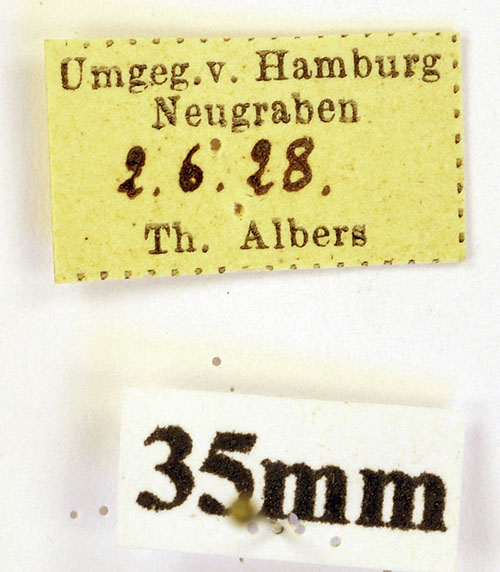 Umgeg.v. Hamburg
Neugraben
2.6.28.
Th. Albers
35mm